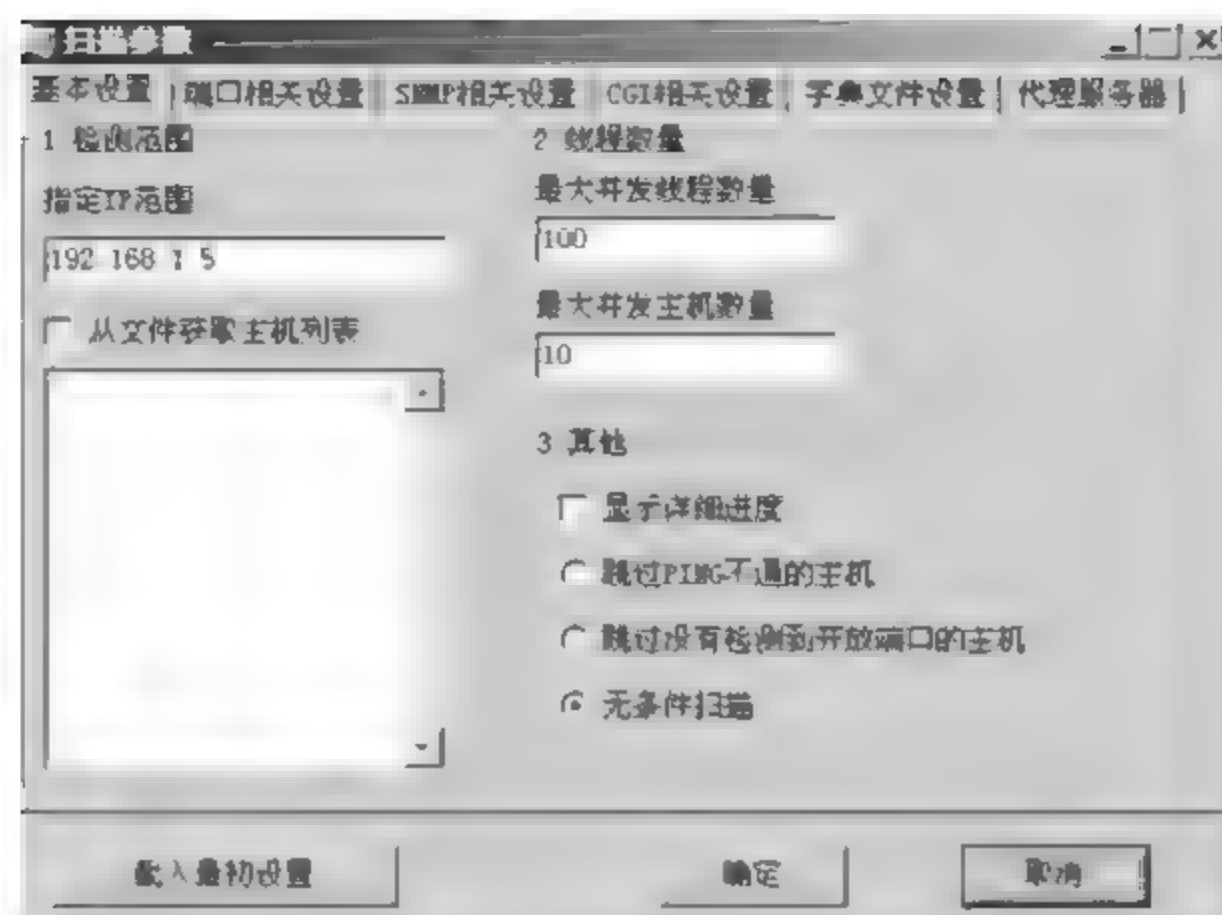 扫描参数
基本设置 端口相关设置 SNMP相关设置 CGI相关设置 字典文件设置 代理服务器
1 检测范围
指定IP范围
192 168 1 5
从文件获取主机列表
2 线程数量
最大并发线程数量
100
最大并发主机数量
10
3 其他
显示详细进度
跳过PING不通的主机
跳过没有检测到开放端口的主机
无条件扫描
载入最初设置 确定 取消